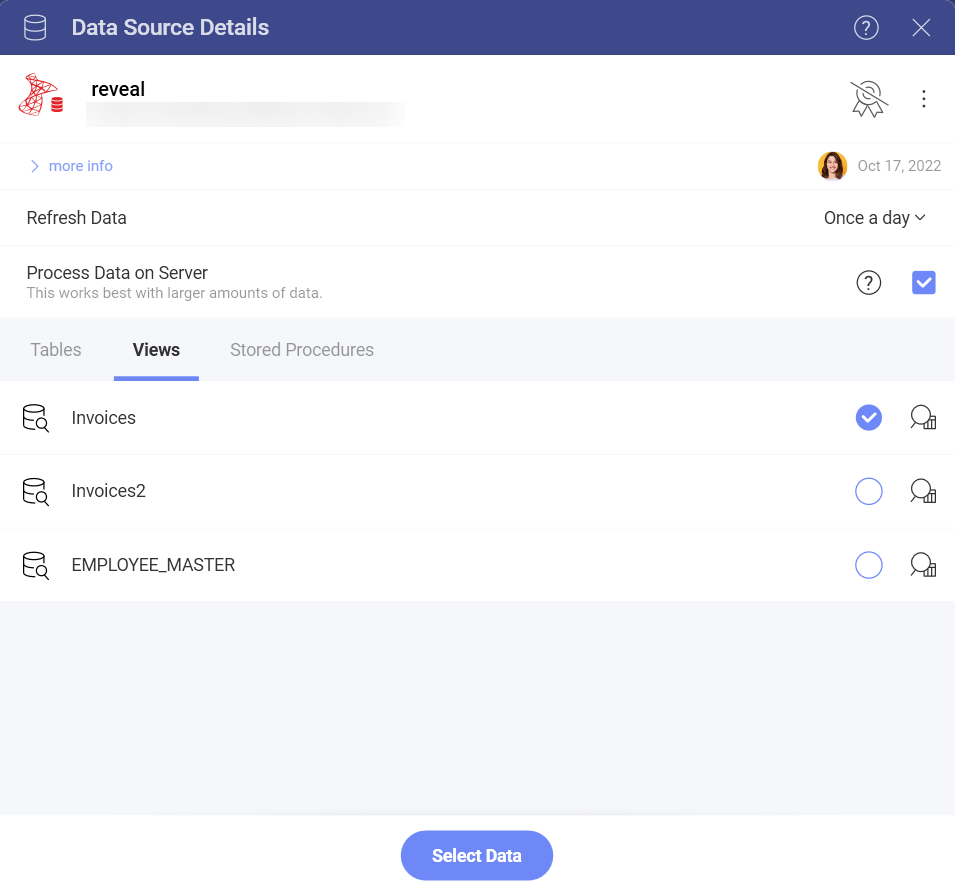 Data Source Details
reveal
more info
Oct 17, 2022
Refresh Data
Once a day
Process Data on Server
This works best with larger amounts of data.
Tables
Views
Stored Procedures
Invoices
Invoices2
EMPLOYEE_MASTER
Select Data